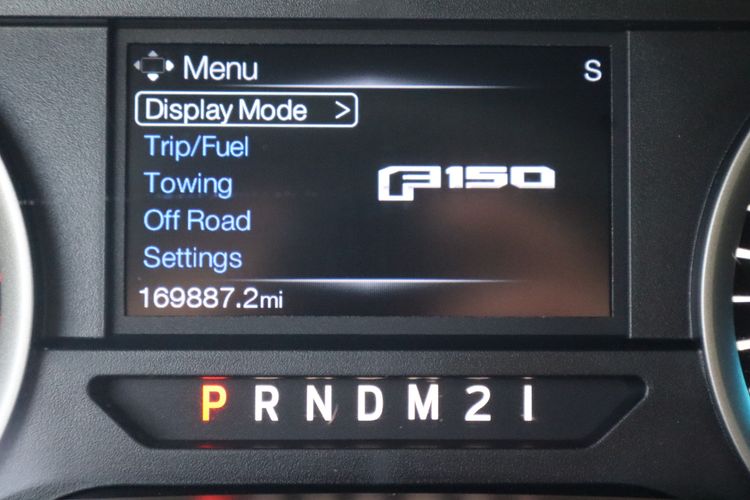 Menu
S
Display Mode >
Trip/Fuel
Towing
F150
Off Road
Settings
169887.2mi
P R N D M 2 1